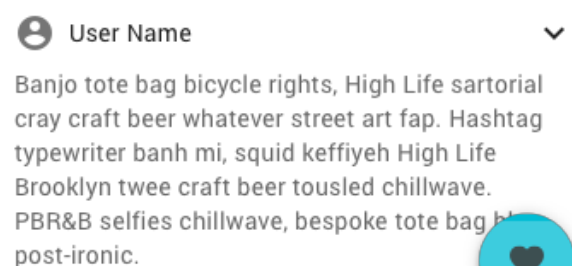 User Name
Banjo tote bag bicycle rights, High Life sartorial
cray craft beer whatever street art fap. Hashtag
typewriter banh mi, squid keffiyeh High Life
Brooklyn twee craft beer tousled chillwave.
PBR&B selfies chillwave, bespoke tote bag
post-ironic.